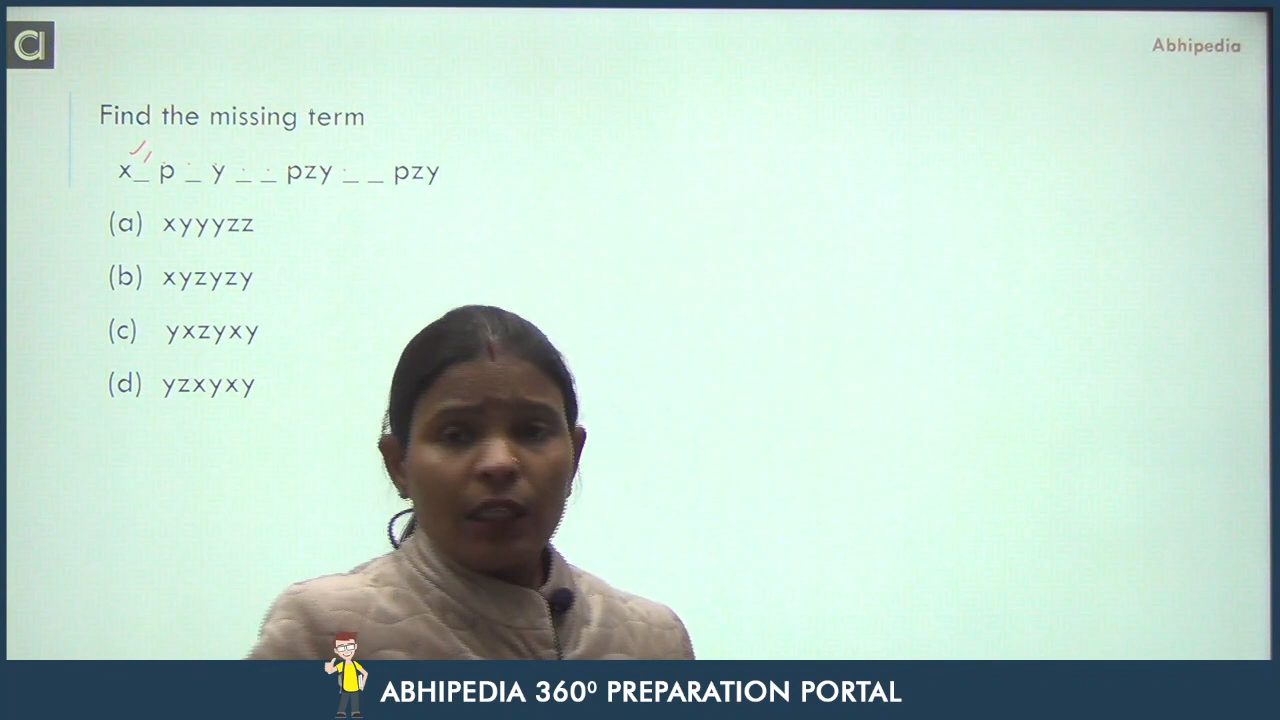 Abhipedia
Find the missing term
x_ p _ y _ _ pzy _ _ pzy
(a) xyyyzz
(b) xyzyzy
(c) yxzyxy
(d) yzxyxy
ABHIPEDIA 360⁰ PREPARATION PORTAL